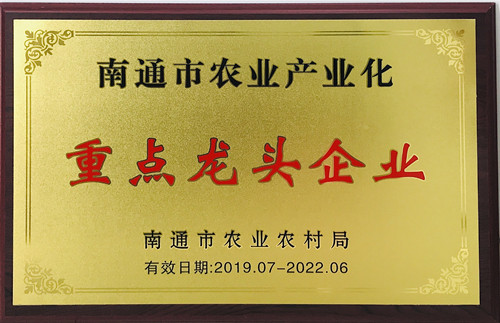 南通市农业产业化
重点龙头企业
南通市农业农村局
有效日期:2019.07-2022.06